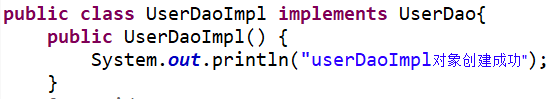 public class UserDaoImpl implements UserDao{
public UserDaoImpl() {
System.out.println("userDaoImpl对象创建成功");
}